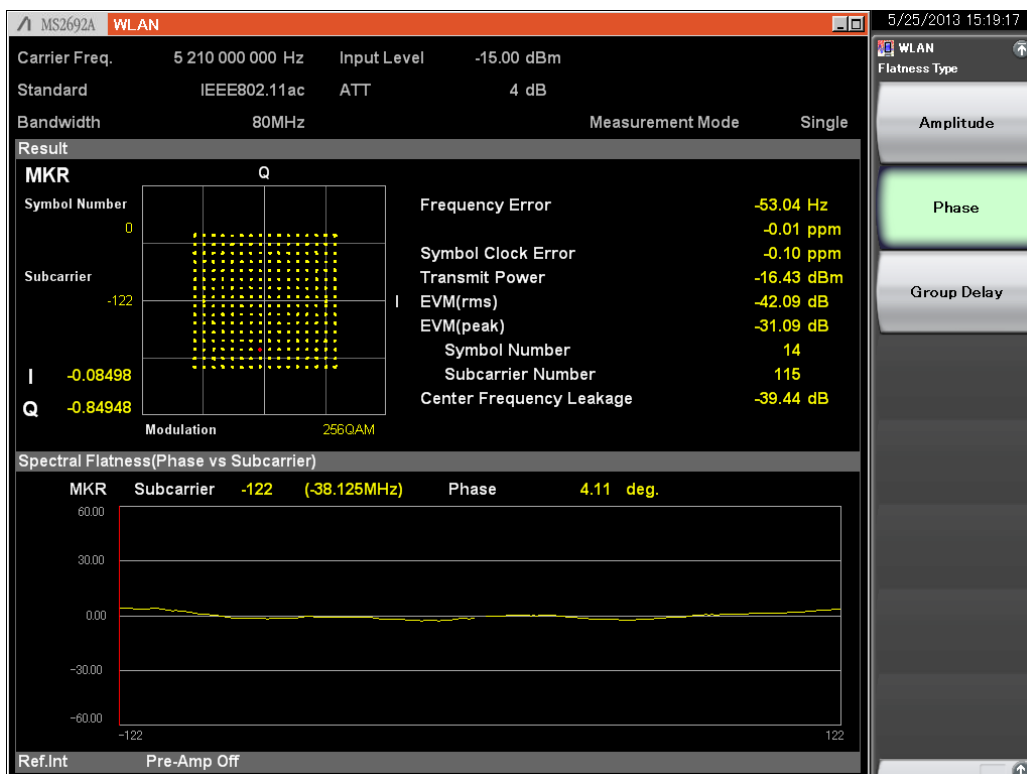 MS2692A WLAN
5/25/2013 15:19:17
Carrier Freq. 5 210 000 000 Hz Input Level -15.00 dBm
Standard IEEE802.11ac ATT 4 dB
Bandwidth 80MHz Measurement Mode Single
Result
MKR
Q
Symbol Number
0
Subcarrier
-122
I
I -0.08498
Q -0.84948
Modulation 256QAM
Frequency Error -53.04 Hz
-0.01 ppm
Symbol Clock Error -0.10 ppm
Transmit Power -16.43 dBm
EVM(rms) -42.09 dB
EVM(peak) -31.09 dB
Symbol Number 14
Subcarrier Number 115
Center Frequency Leakage -39.44 dB
Spectral Flatness(Phase vs Subcarrier)
MKR Subcarrier -122 (-38.125MHz) Phase 4.11 deg.
60.00
30.00
0.00
-30.00
-60.00
-122 122
Ref.Int Pre-Amp Off
WLAN
Flatness Type
Amplitude
Phase
Group Delay